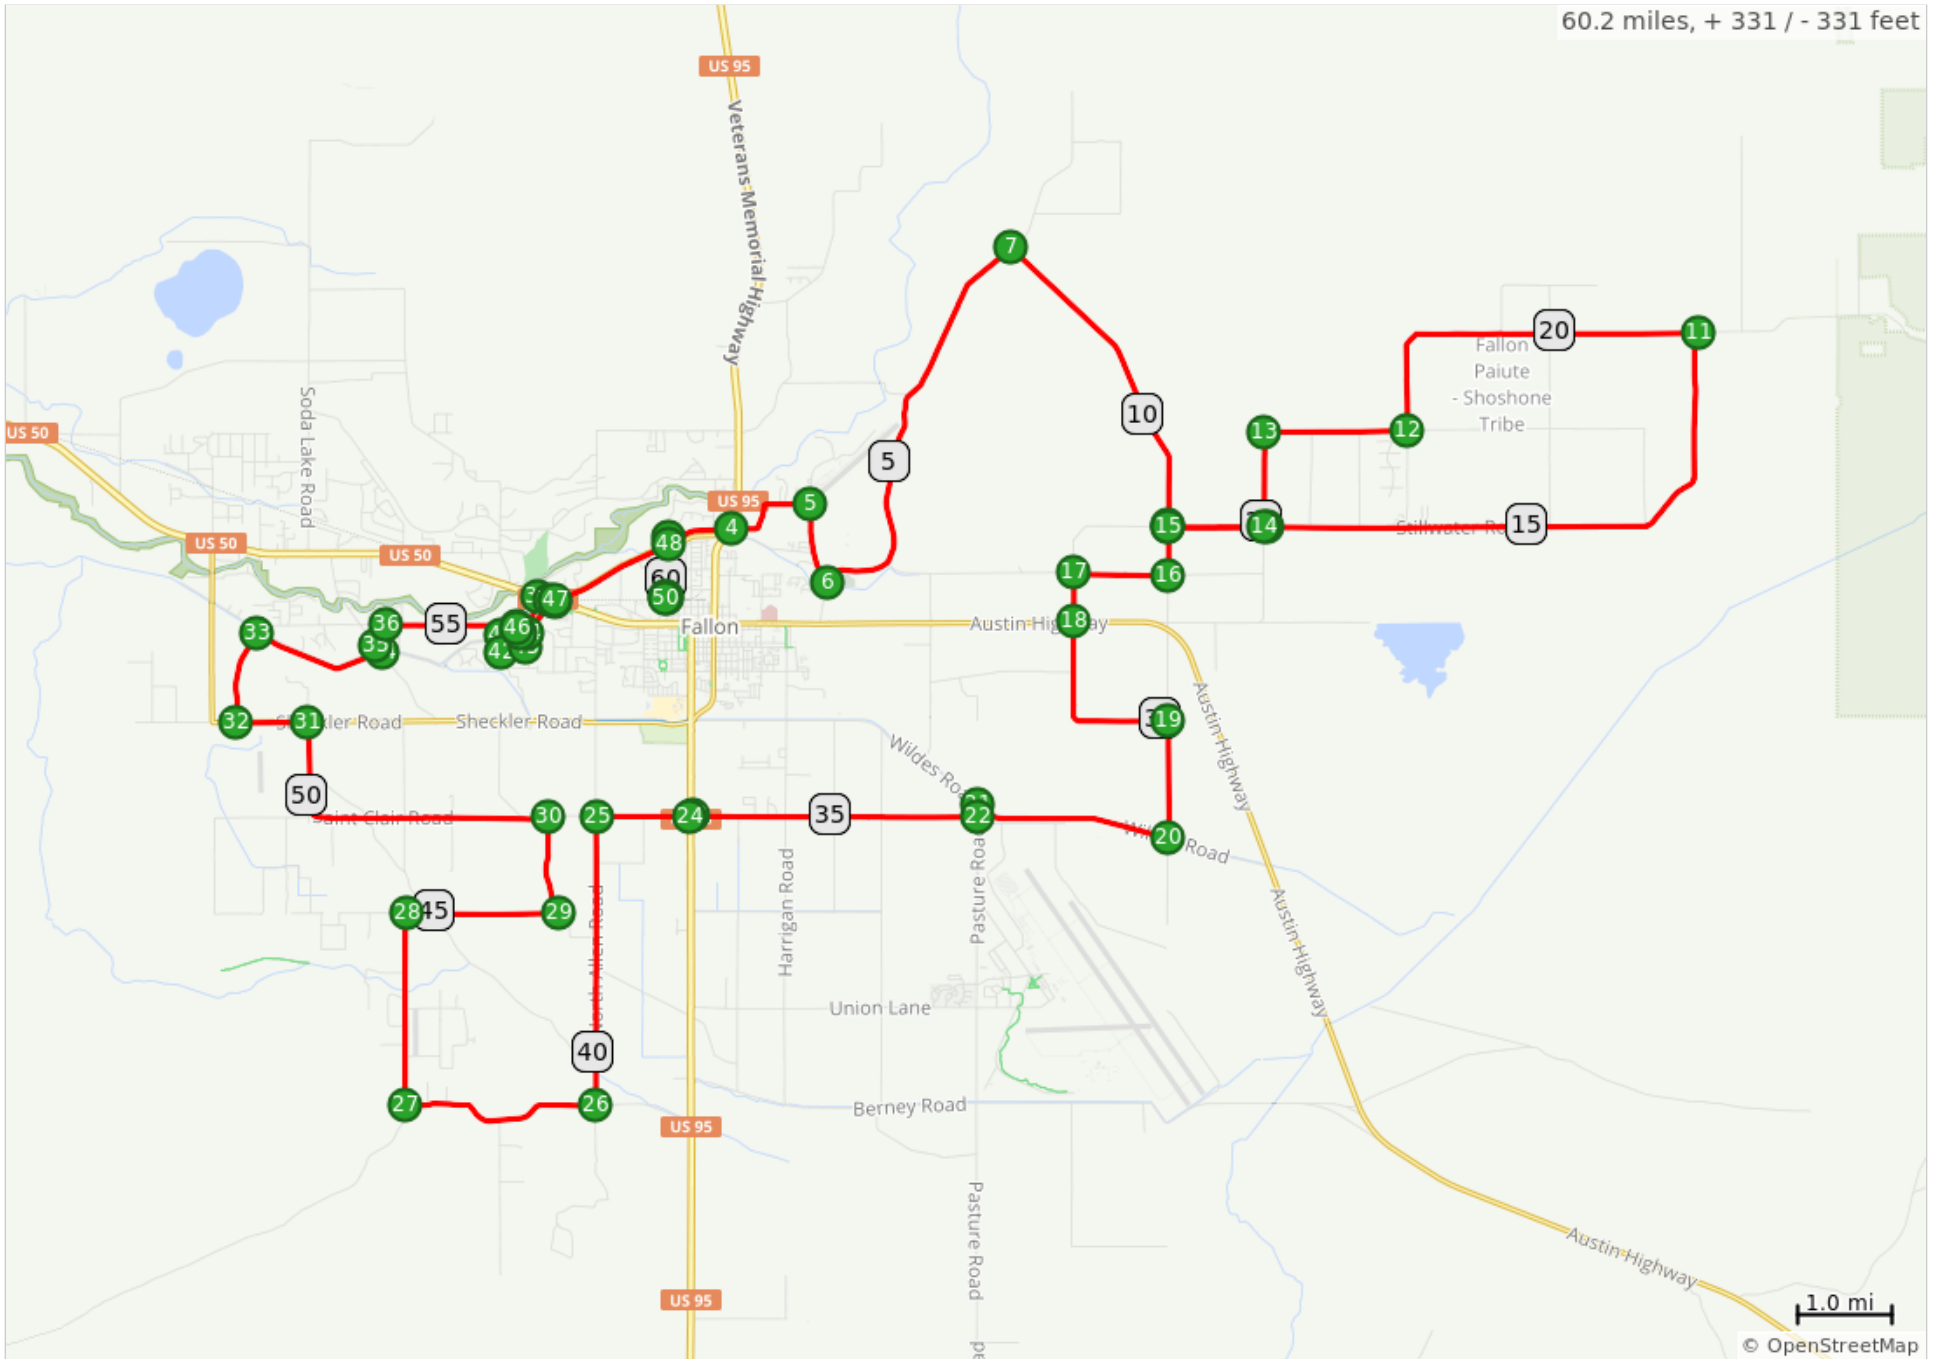 60.2 miles, + 331 / - 331 feet
US 95
Veterans Memorial Highway
7
11
20
Fallon
Paiute
- Shoshone
Tribe
Soda Lake Road
10
US 50
13
12
5
US 95
5
4
48
15
14
Stillwater
15
US 50
US 50
60
6
17
16
47
50
36
55
46
Fallon
Austin
18
33
35
42
32
31
Sheckler Road
19
Austin Highway
Wildes
50
Saint Clair Road
30
25
24
35
22
20
Road
Harrigan Road
Pasture Road
28
45
29
Austin Highway
Union Lane
40
27
26
Berney Road
US 95
Pasture Road
US 95
Austin Highway
1.0 mi
© OpenStreetMap